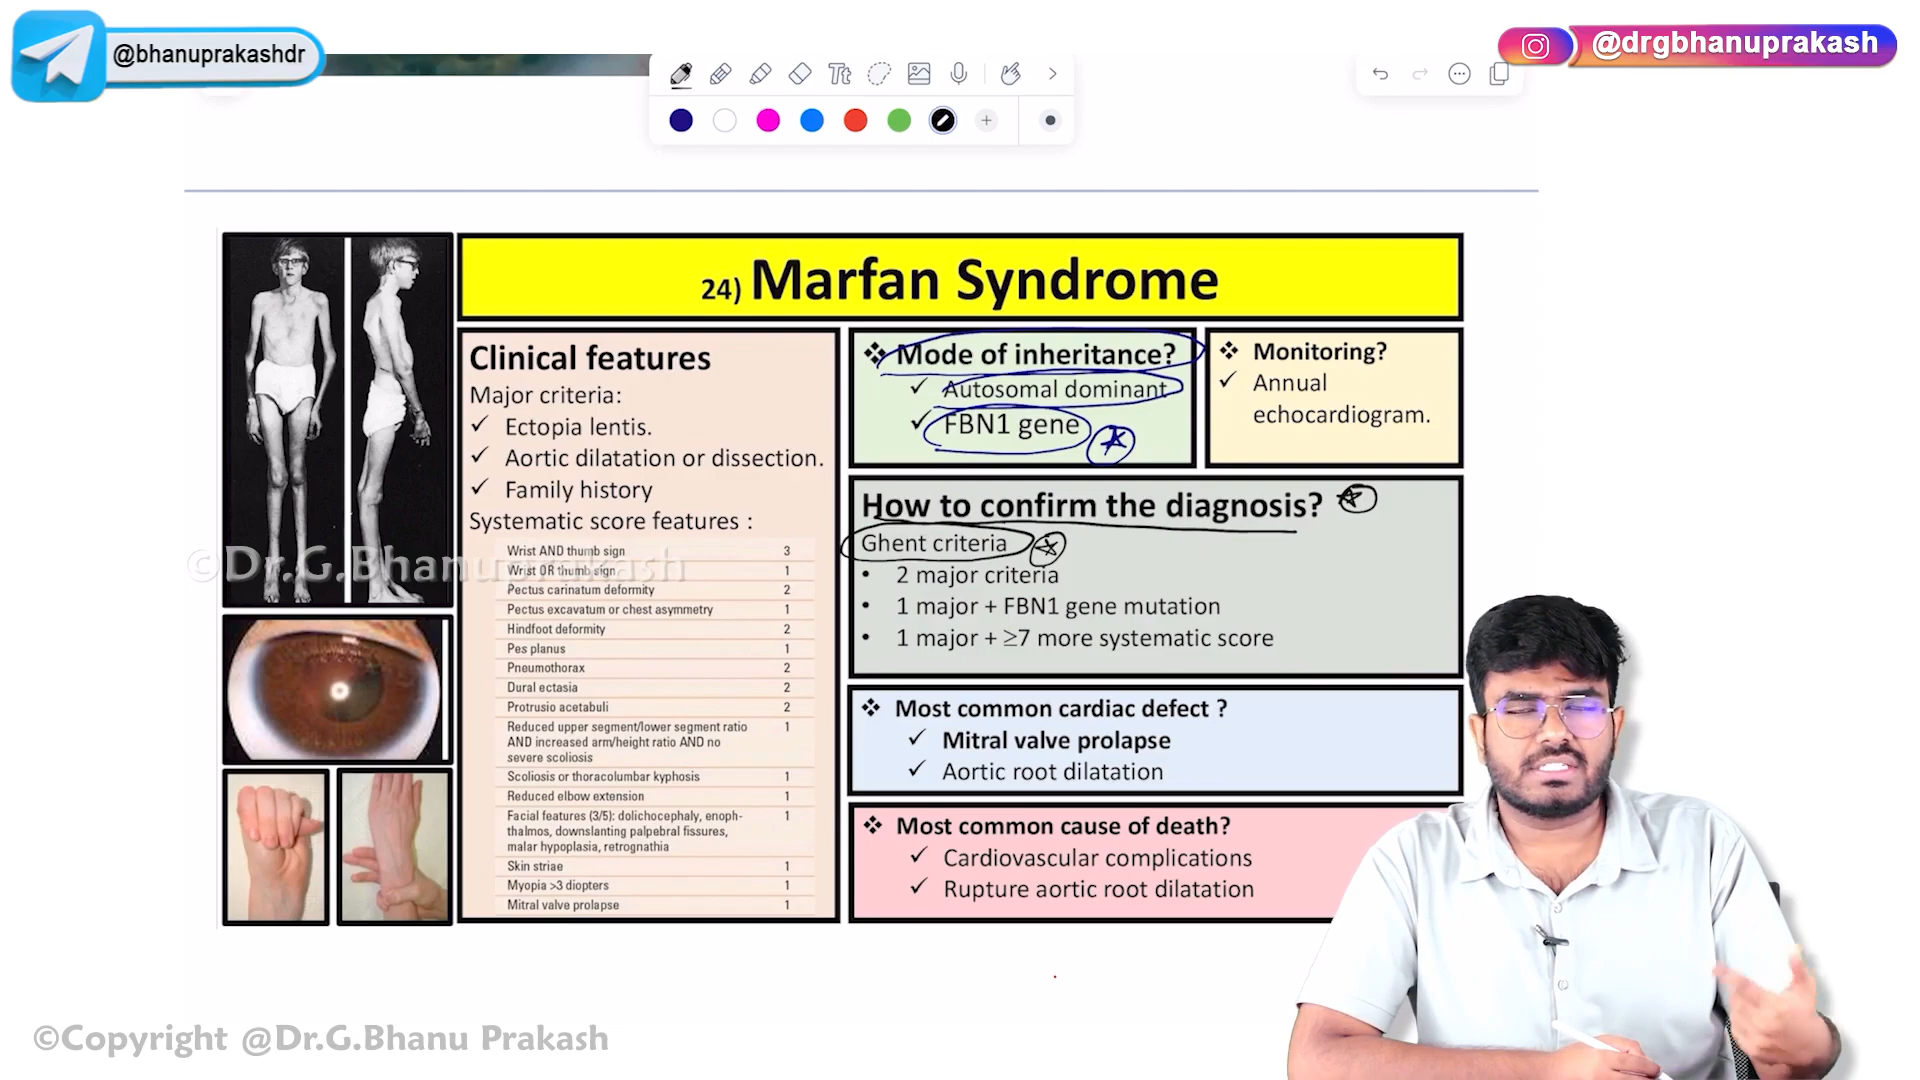 @bhanuprakashdr
@drgbhanuprakash
Tt
24) Marfan Syndrome
Clinical features
Major criteria:
✓ Ectopia lentis.
✓ Aortic dilatation or dissection.
✓ Family history
Systematic score features :
Wrist AND thumb sign 3
Wrist OR thumb sign 1
Pectus carinatum deformity 2
Pectus excavatum or chest asymmetry 1
Hindfoot deformity 2
Pes planus 1
Pneumothorax 2
Dural ectasia 2
Protrusio acetabuli 2
Reduced upper segment/lower segment ratio 1
AND increased arm/height ratio AND no
severe scoliosis
Scoliosis or thoracolumbar kyphosis 1
Reduced elbow extension 1
Facial features (3/5): dolichocephaly, enoph- 1
thalmos, downslanting palpebral fissures,
malar hypoplasia, retrognathia
Skin striae 1
Myopia >3 diopters 1
Mitral valve prolapse 1
❖ Mode of inheritance?
✓ Autosomal dominant
✓ FBN1 gene
❖ Monitoring?
✓ Annual
echocardiogram.
How to confirm the diagnosis?
Ghent criteria
• 2 major criteria
• 1 major + FBN1 gene mutation
• 1 major + ≥7 more systematic score
❖ Most common cardiac defect ?
✓ Mitral valve prolapse
✓ Aortic root dilatation
❖ Most common cause of death?
✓ Cardiovascular complications
✓ Rupture aortic root dilatation
©Dr.G.Bhanuprakash
©Copyright @Dr.G.Bhanu Prakash